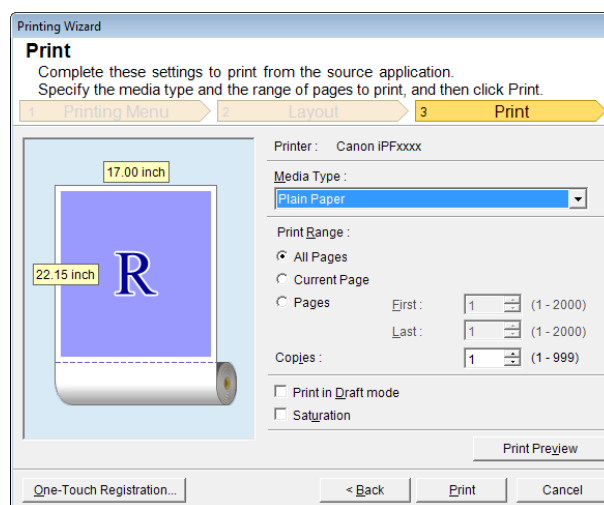 Printing Wizard
Print
Complete these settings to print from the source application.
Specify the media type and the range of pages to print, and then click Print.
1 Printing Menu 2 Layout 3 Print
Printer : Canon iPFxxxx
Media Type :
Plain Paper
17.00 inch
22.15 inch
R
Print Range :
All Pages
Current Page
Pages First : 1 (1 - 2000)
Last : 1 (1 - 2000)
Copies : 1 (1 - 999)
Print in Draft mode
Saturation
Print Preview
One-Touch Registration... < Back Print Cancel